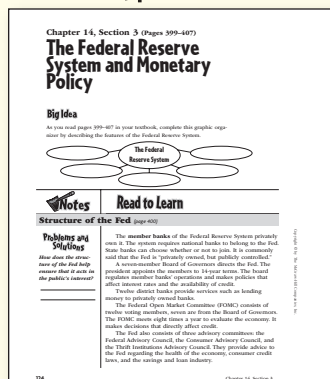 Chapter 14, Section 3 (Pages 399–407)
The Federal Reserve
System and Monetary
Policy
Big Idea
As you read pages 399–407 in your textbook, complete this graphic orga-
nizer by describing the features of the Federal Reserve System.
The Federal
Reserve System
Notes
Read to Learn
Structure of the Fed (page 400)
Problems and
Solutions
How does the struc-
ture of the Fed help
ensure that it acts in
the public's interest?
The member banks of the Federal Reserve System privately
own it. The system requires national banks to belong to the Fed.
State banks can choose whether or not to join. It is commonly
said that the Fed is "privately owned, but publicly controlled."
A seven-member Board of Governors directs the Fed. The
president appoints the members to 14-year terms. The board
regulates member banks' operations and makes policies that
affect interest rates and the availability of credit.
Twelve district banks provide services such as lending
money to privately owned banks.
The Federal Open Market Committee (FOMC) consists of
twelve voting members, seven are from the Board of Governors.
The FOMC meets eight times a year to evaluate the economy. It
makes decisions that directly affect credit.
The Fed also consists of three advisory committees: the
Federal Advisory Council, the Consumer Advisory Council, and
the Thrift Institutions Advisory Council. They provide advice to
the Fed regarding the health of the economy, consumer credit
laws, and the savings and loan industry.
124
Chapter 14, Section 3